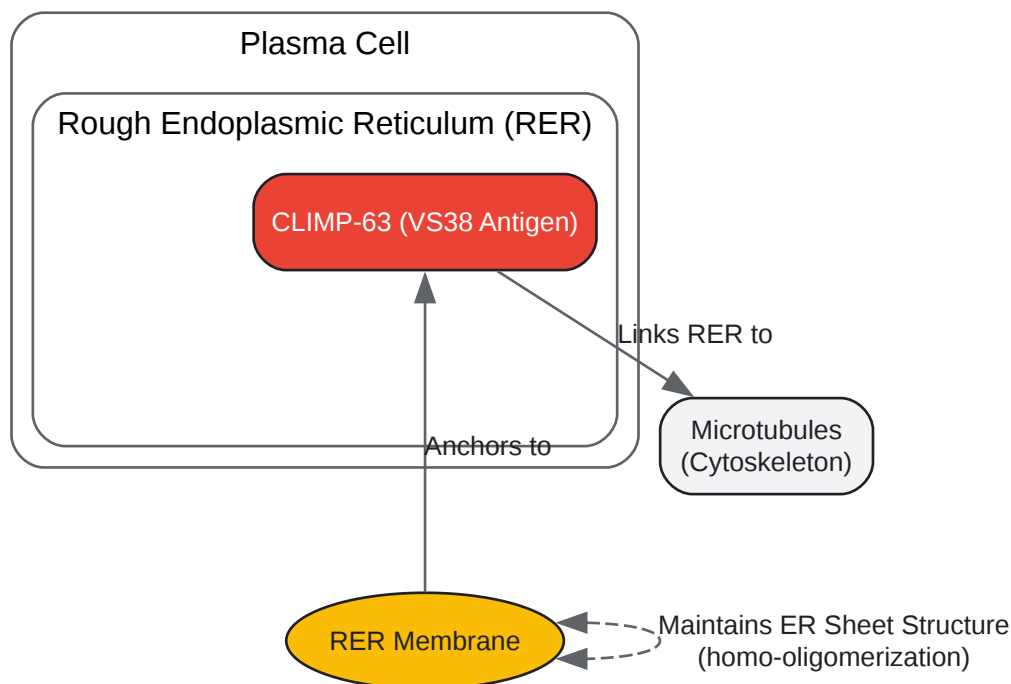 Plasma Cell
Rough Endoplasmic Reticulum (RER)
CLIMP-63 (VS38 Antigen)
Links RER to
Microtubules
(Cytoskeleton)
Anchors to
RER Membrane
Maintains ER Sheet Structure
(homo-oligomerization)